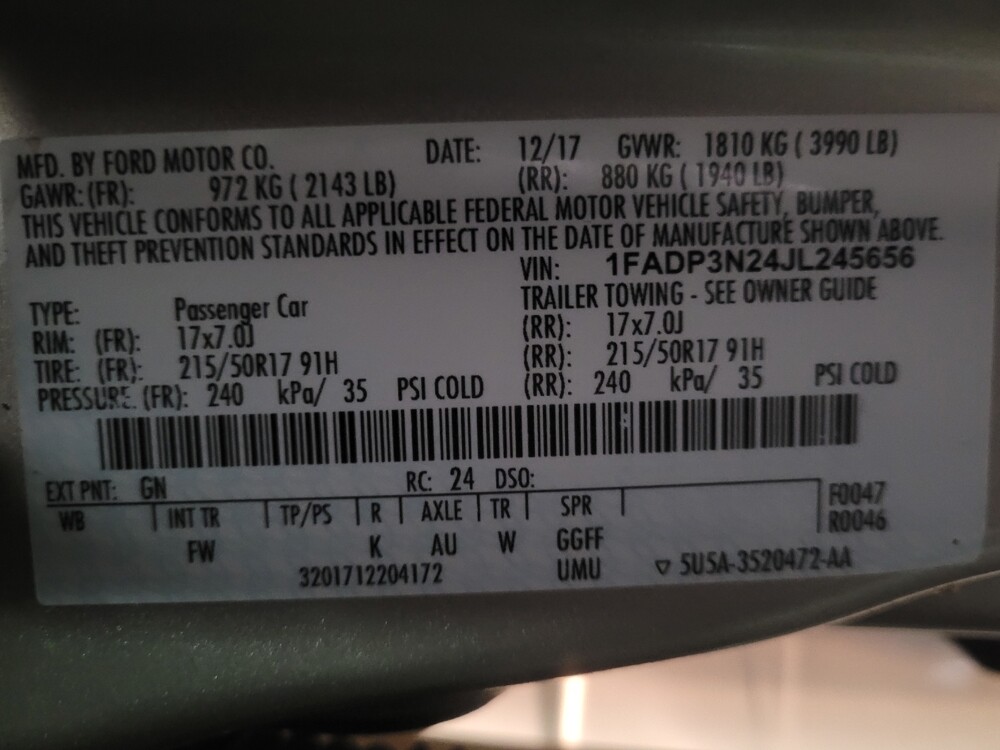 MFD. BY FORD MOTOR CO. DATE: 12/17 GVWR: 1810 KG ( 3990 LB)
GAWR: (FR): 972 KG ( 2143 LB) (RR): 880 KG ( 1940 LB)
THIS VEHICLE CONFORMS TO ALL APPLICABLE FEDERAL MOTOR VEHICLE SAFETY, BUMPER,
AND THEFT PREVENTION STANDARDS IN EFFECT ON THE DATE OF MANUFACTURE SHOWN ABOVE.
VIN: 1FADP3N24JL245656
TYPE: Passenger Car TRAILER TOWING - SEE OWNER GUIDE
RIM: (FR): 17x7.0J (RR): 17x7.0J
TIRE: (FR): 215/50R17 91H (RR): 215/50R17 91H
PRESSURE: (FR): 240 kPa/ 35 PSI COLD (RR): 240 kPa/ 35 PSI COLD
EXT PNT: GN RC: 24 DSO:
WB INT TR TP/PS R AXLE TR SPR F0047
FW K AU W GGFF R0046
3201712204172 UMU ▽ 5U5A-3520472-AA